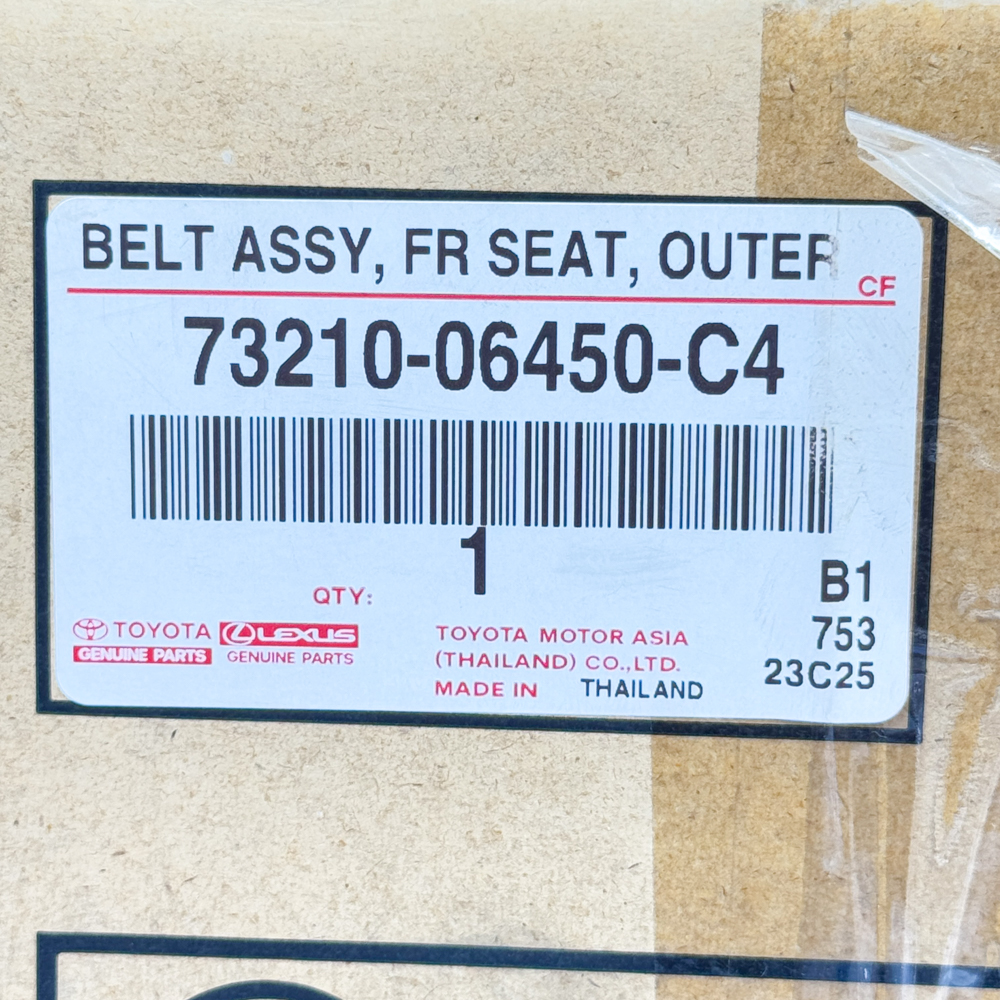 BELT ASSY, FR SEAT, OUTER
CF
73210-06450-C4
1
QTY:
B1
753
23C25
TOYOTA LEXUS
GENUINE PARTS GENUINE PARTS
TOYOTA MOTOR ASIA
(THAILAND) CO.,LTD.
MADE IN THAILAND